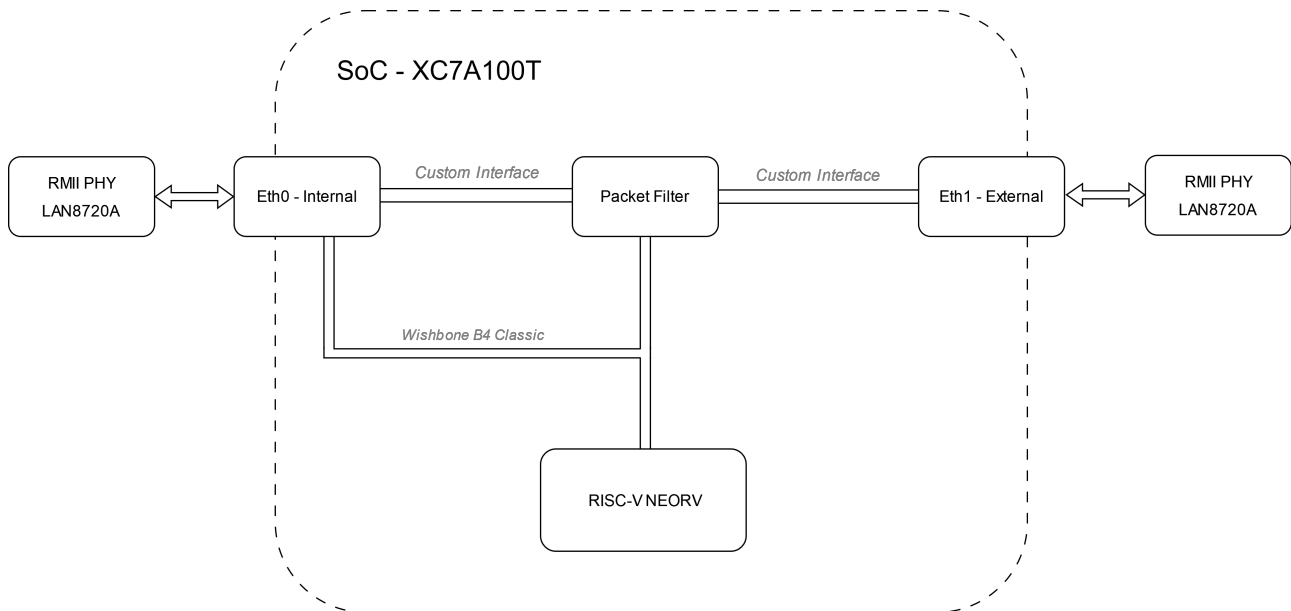 SoC - XC7A100T
RMII PHY
LAN8720A
Eth0 - Internal
Custom Interface
Packet Filter
Custom Interface
Eth1 - External
RMII PHY
LAN8720A
Wishbone B4 Classic
RISC-V NEORV